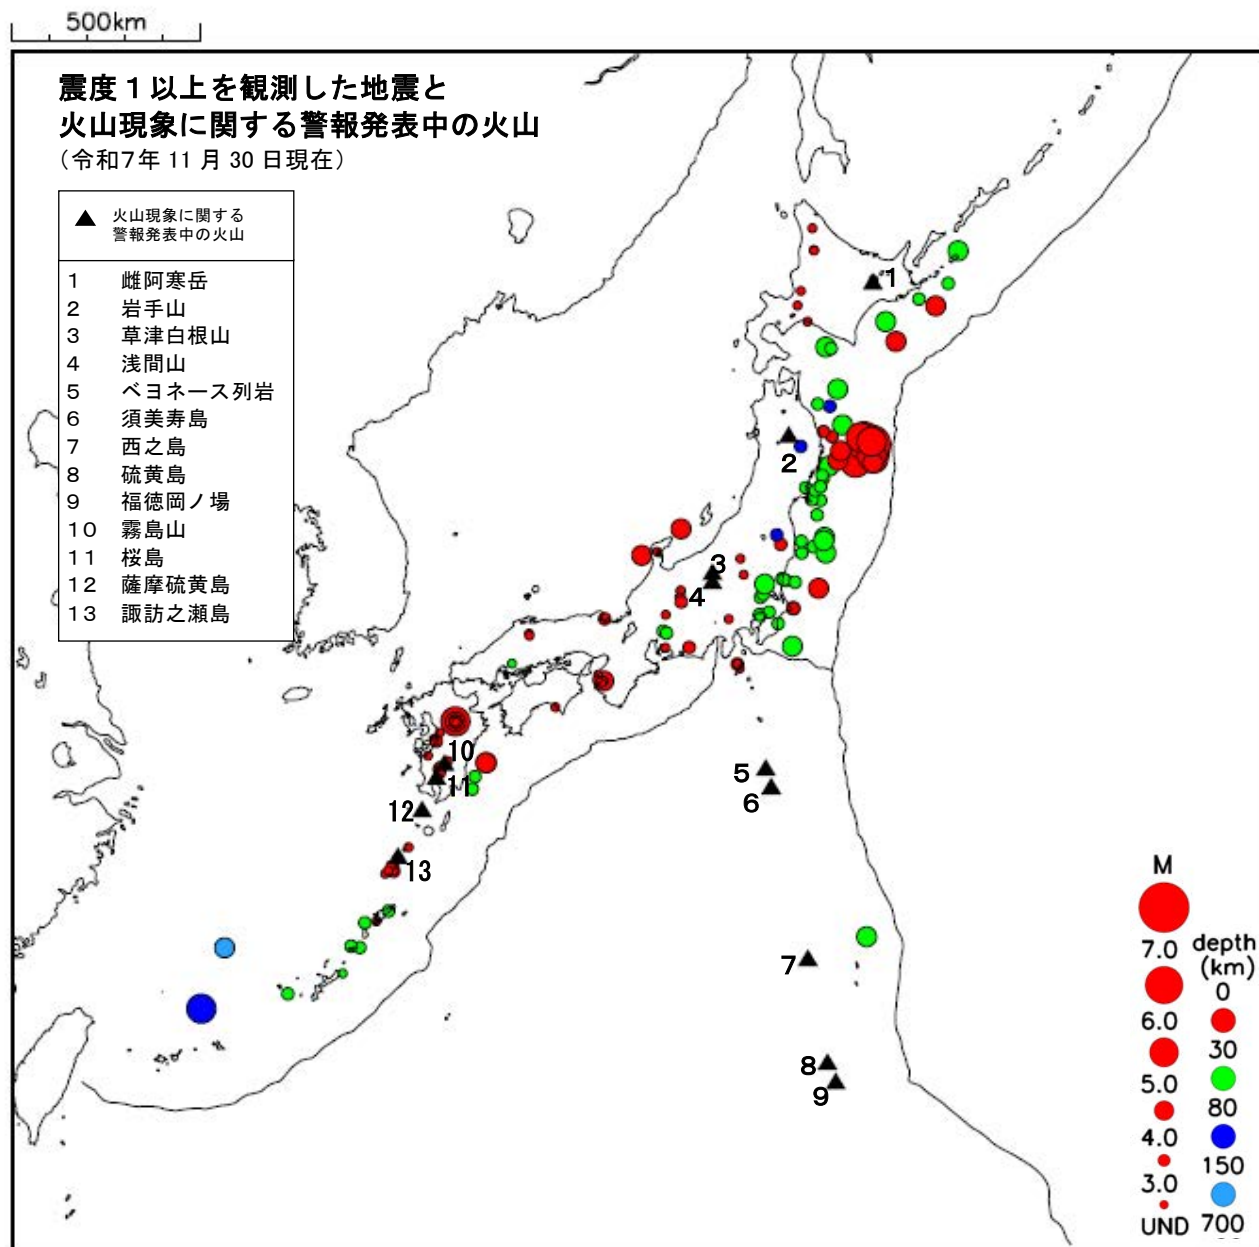 500km
震度１以上を観測した地震と
火山現象に関する警報発表中の火山
（令和7年 11 月 30 日現在）
▲ 火山現象に関する
警報発表中の火山
1 雌阿寒岳
2 岩手山
3 草津白根山
4 浅間山
5 ベヨネース列岩
6 須美寿島
7 西之島
8 硫黄島
9 福徳岡ノ場
10 霧島山
11 桜島
12 薩摩硫黄島
13 諏訪之瀬島
1
2
3
4
10
11
12
13
5
6
7
8
9
M
7.0
6.0
5.0
4.0
3.0
UND
depth
(km)
0
30
80
150
700